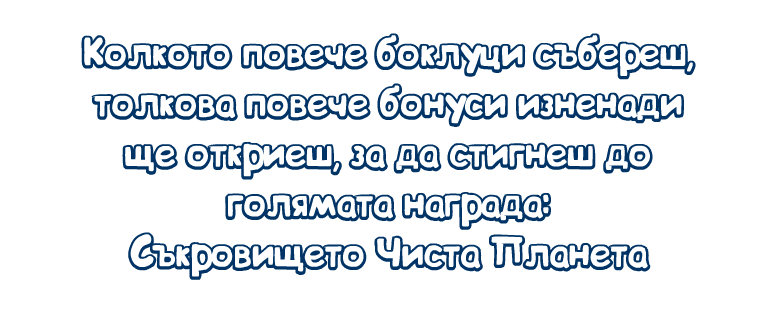 Колкото повече боклуци събереш,
толкова повече бонуси изненади
ще откриеш, за да стигнеш до
голямата награда:
Съкровището Чиста Планета